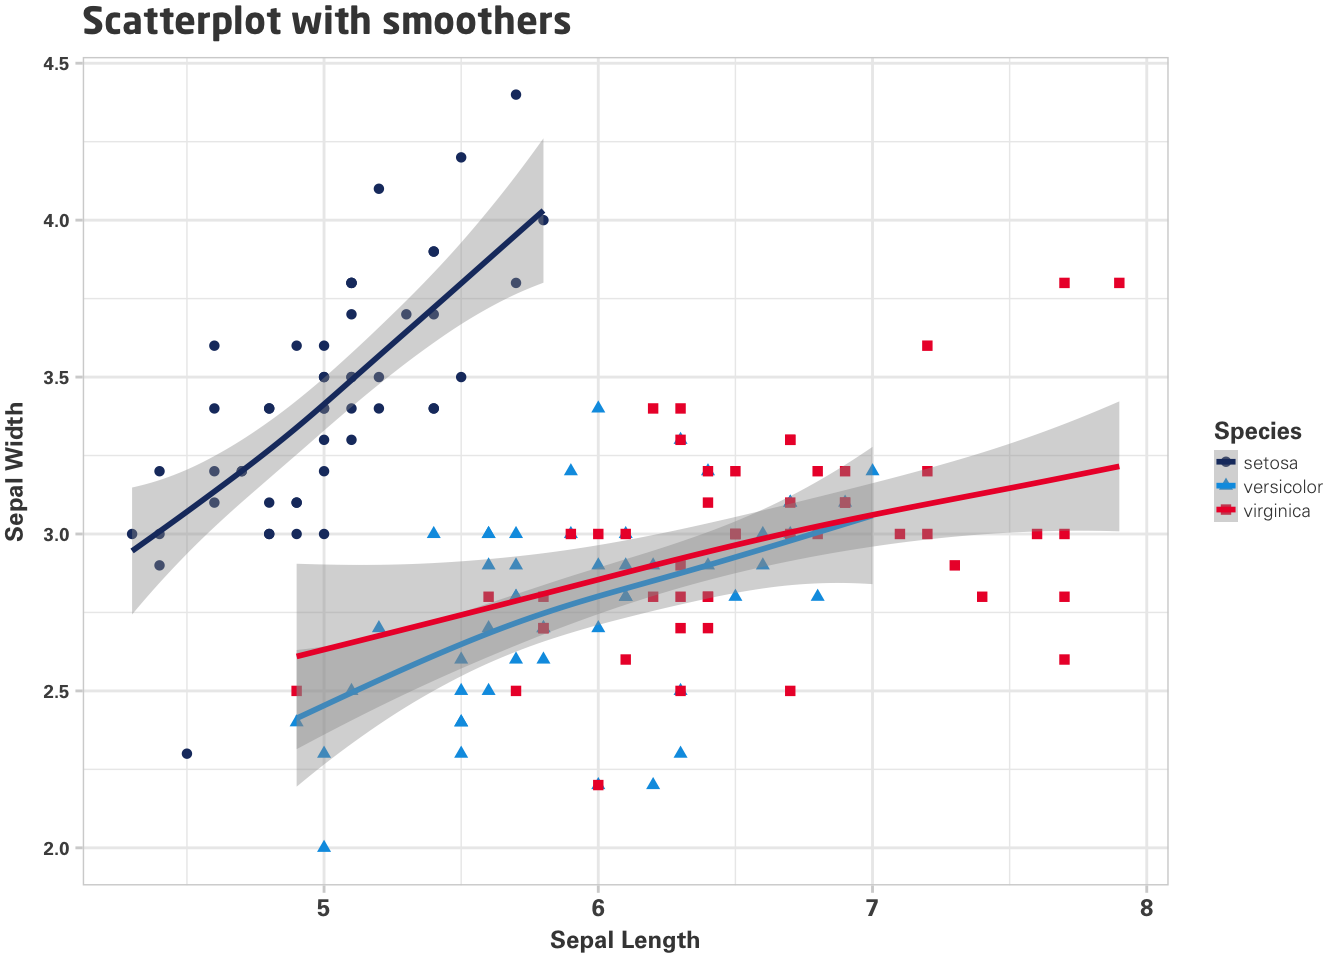 Scatterplot with smoothers
4.5
4.0
3.5
3.0
2.5
2.0
Sepal Width
5 6 7 8
Sepal Length
Species
setosa
versicolor
virginica